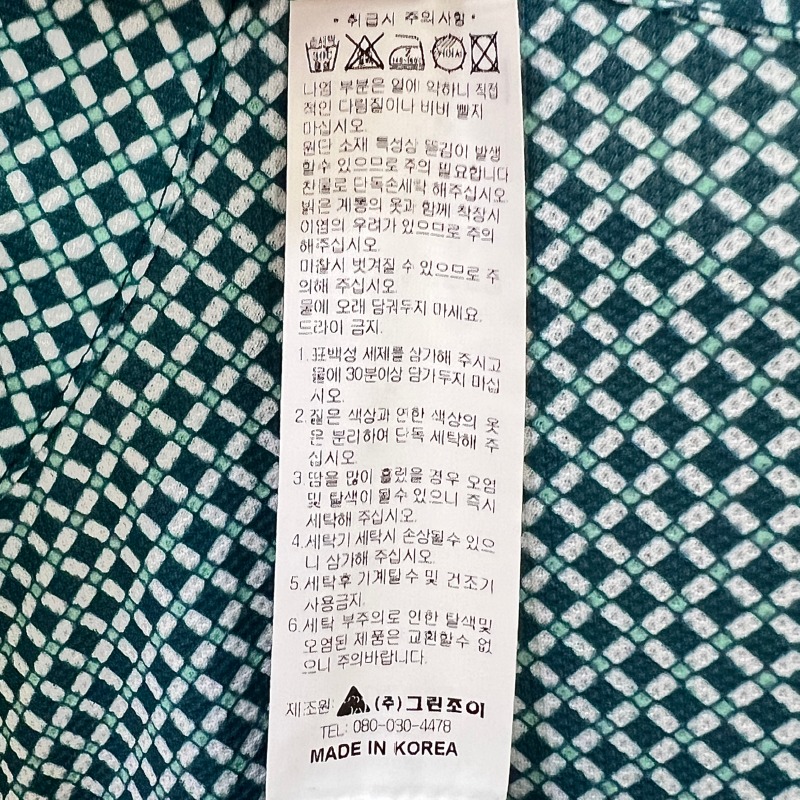 • 취급시 주의사항 •
손세탁
30℃
나염 부분은 열에 약하니 직접
적인 다림질이나 비벼 빨지
마십시오.
원단 소재 특성상 뜯김이 발생
할수 있으므로 주의 필요합니다
찬물로 단독손세탁 해주십시오.
붉은 계통의 옷과 함께 착장시
이염의 우려가 있으므로 주의
해주십시오.
마찰시 벗겨질 수 있으므로 주
의해 주십시오.
물에 오래 담궈두지 마세요.
드라이 금지.
1.표백성 세제를 삼가해 주시고
물에 30분이상 담가두지 마십
시오.
2.짙은 색상과 연한 색상의 옷
은 분리하여 단독 세탁해 주
십시오.
3.땀을 많이 흘렸을 경우 오염
및 탈색이 될수 있으니 즉시
세탁해 주십시오.
4.세탁기 세탁시 손상될수 있으
니 삼가해 주십시오.
5.세탁후 기계탈수 및 건조기
사용금지.
6.세탁 부주의로 인한 탈색및
오염된 제품은 교환할수 없
으니 주의바랍니다.
제조원: (주)그린조이
TEL: 080-030-4478
MADE IN KOREA